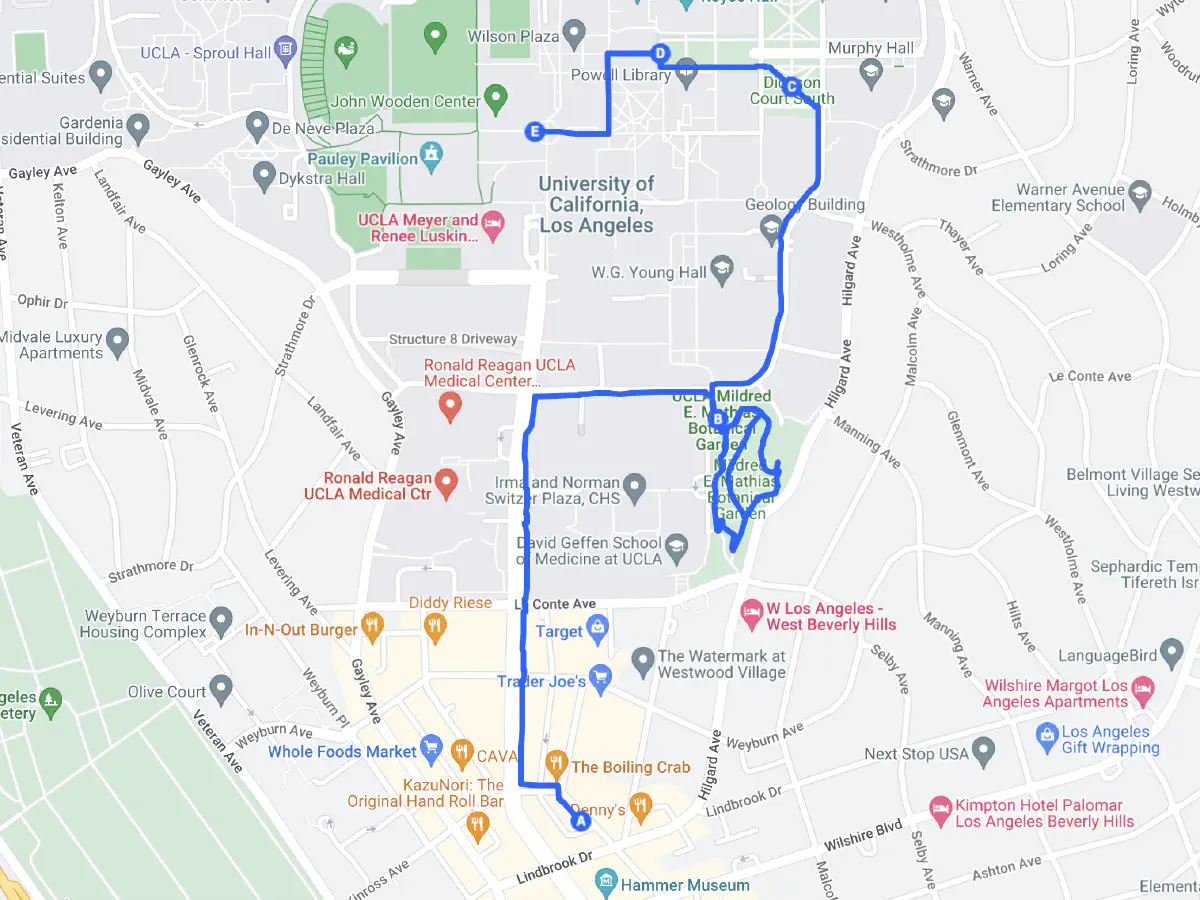 Keyes Hall
UCLA - Sproul Hall
Wilson Plaza
Murphy Hall
Loring Ave
Warner Ave
ential Suites
Powell Library
D
C
Dickson
Court South
John Wooden Center
E
Gardenia
sidential Building
De Neve Plaza
Pauley Pavilion
Dykstra Hall
Gayley Ave
Gayley Ave
Kelton Ave
Landfair Ave
Veteran Ave
Strathmore Dr
University of
California,
Los Angeles
Warner Avenue
Elementary School
Holmby
Geology Building
UCLA Meyer and
Renee Luskin...
Westholme Ave
Thayer Ave
Loring Ave
Hilgard Ave
W.G. Young Hall
Ophir Dr
Strathmore Dr
Midvale Luxury
Apartments
Glenrock Ave
Structure 8 Driveway
Malcolm Ave
Hilgard Ave
Ronald Reagan UCLA
Medical Center...
Le Conte Ave
Midvale Ave
Landfair Ave
Gayley Ave
Levering Ave
Veteran Ave
UCLA Mildred
E. Mathias
Botanical
Garden
B
Manning Ave
Glenmont Ave
Mildred
E. Mathias
Botanical
Garden
Ronald Reagan
UCLA Medical Ctr
Irma and Norman
Switzer Plaza, CHS
Belmont Village Se
Living Westw
David Geffen School
of Medicine at UCLA
Westholme Ave
Strathmore Dr
Levering Ave
Sephardic Temp
Tifereth Isr
Le Conte Ave
Weyburn Terrace
Housing Complex
Diddy Riese
In-N-Out Burger
Target
W Los Angeles -
West Beverly Hills
Manning Ave
Hilts Ave
Selby Ave
The Watermark at
Westwood Village
LanguageBird
Trader Joe's
Olive Court
Weyburn Pl
Gayley Ave
Wilshire Margot Los
Angeles Apartments
ngeles
etery
Veteran Ave
Weyburn Ave
Weyburn Ave
Whole Foods Market
CAVA
Los Angeles
Gift Wrapping
Next Stop USA
The Boiling Crab
Hilgard Ave
KazuNori: The
Original Hand Roll Bar
Denny's
A
Lindbrook Dr
Kimpton Hotel Palomar
Los Angeles Beverly Hills
Wilshire Blvd
Lindbrook Dr
Kinross Ave
Selby Ave
Ashton Ave
Malco
Hammer Museum
Elementa